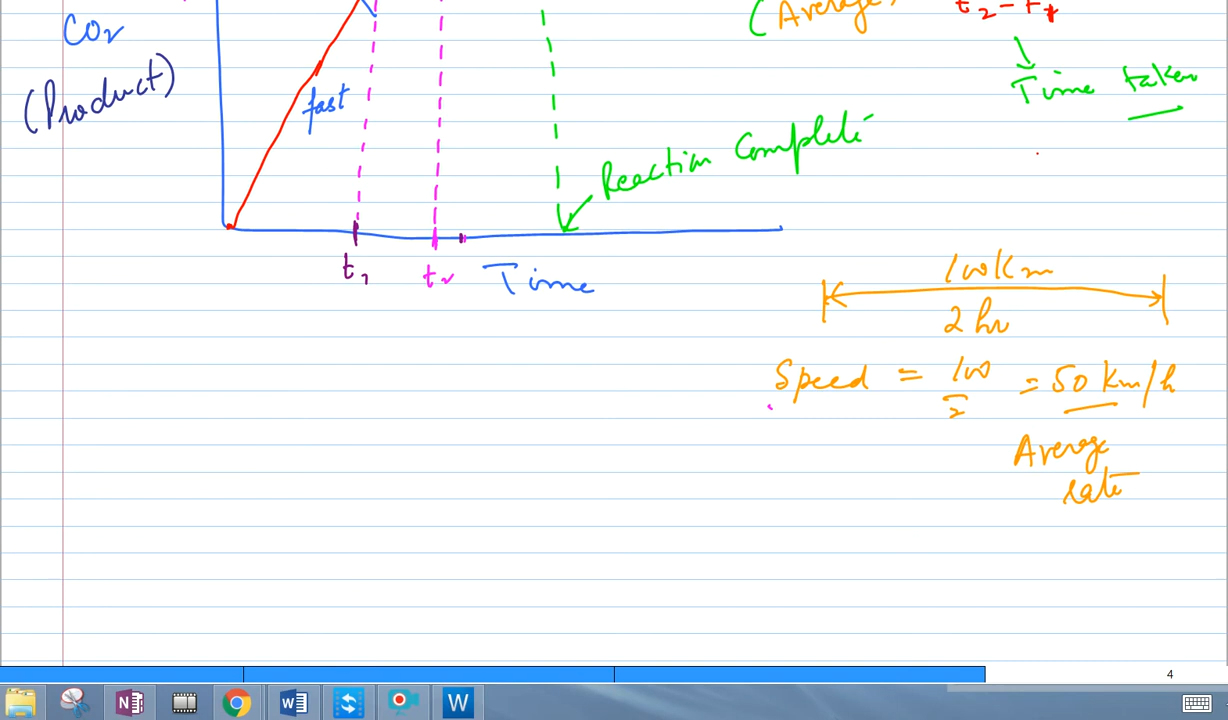 CO2
(Product)
fast
(Average
t2 - t1
Time taken
Reaction Complete
t1
t2
Time
100 Km
2 hr
Speed = 100/2 = 50 Km/h
Average
rate
4
N
W
W